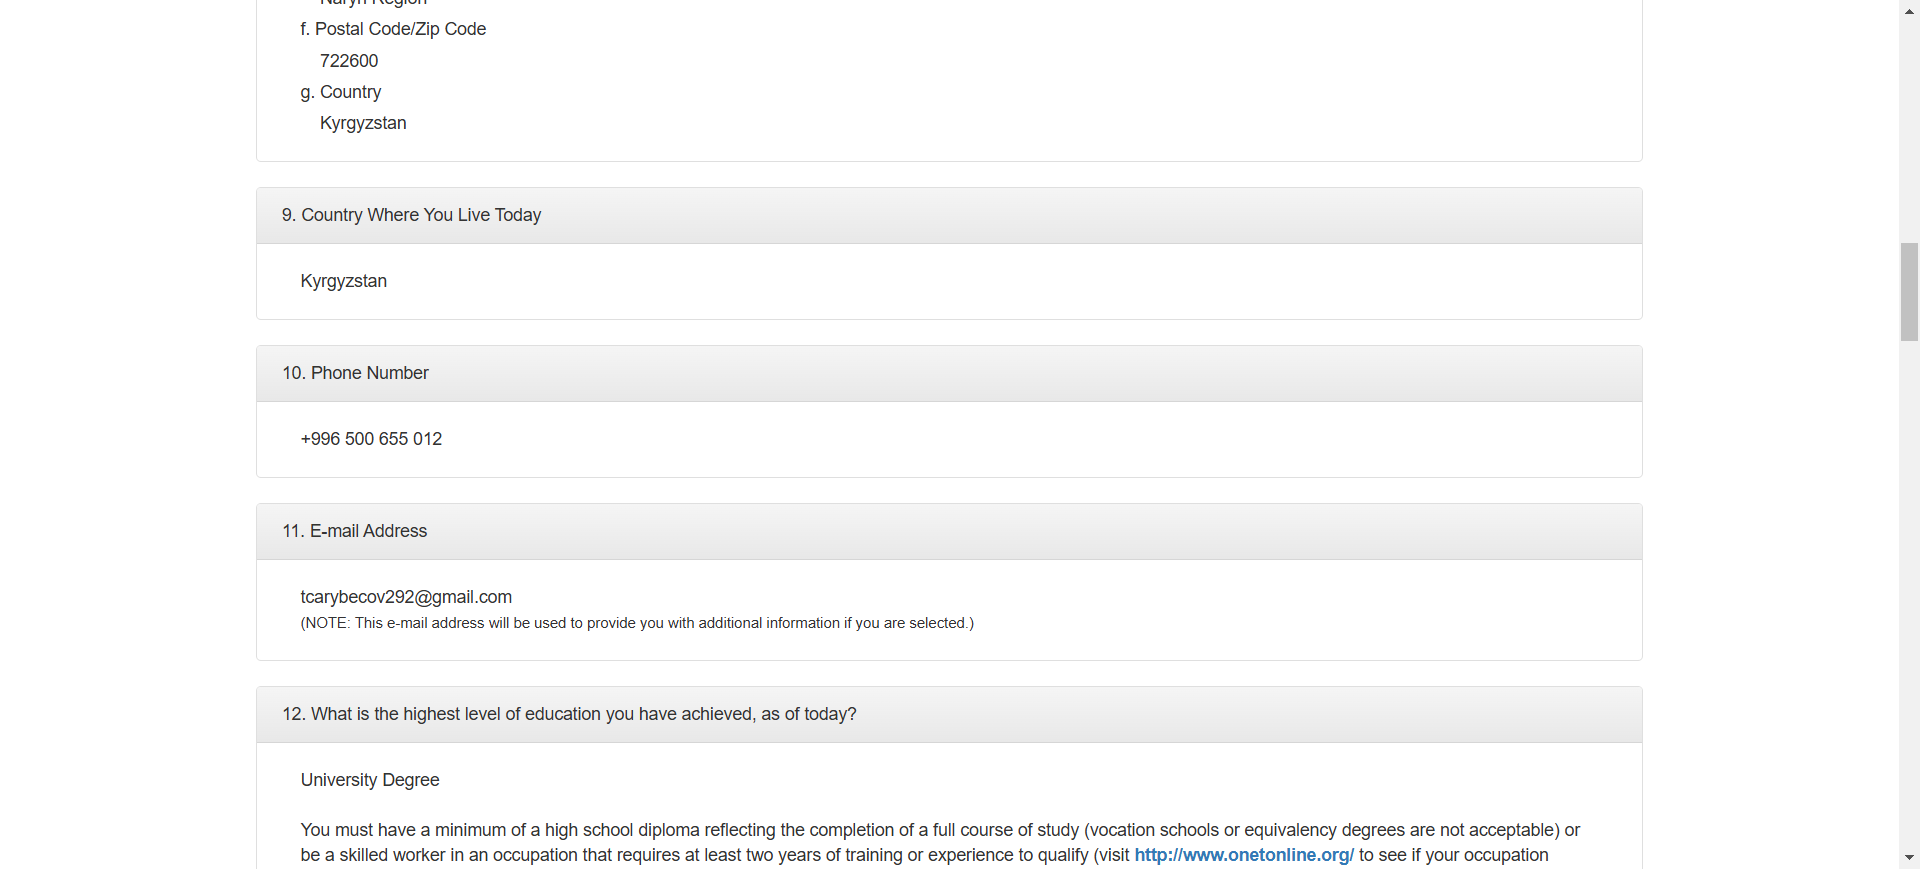 Naryn Region
f. Postal Code/Zip Code
722600
g. Country
Kyrgyzstan
9. Country Where You Live Today
Kyrgyzstan
10. Phone Number
+996 500 655 012
11. E-mail Address
tcarybecov292@gmail.com
(NOTE: This e-mail address will be used to provide you with additional information if you are selected.)
12. What is the highest level of education you have achieved, as of today?
University Degree
You must have a minimum of a high school diploma reflecting the completion of a full course of study (vocation schools or equivalency degrees are not acceptable) or
be a skilled worker in an occupation that requires at least two years of training or experience to qualify (visit http://www.onetonline.org/ to see if your occupation